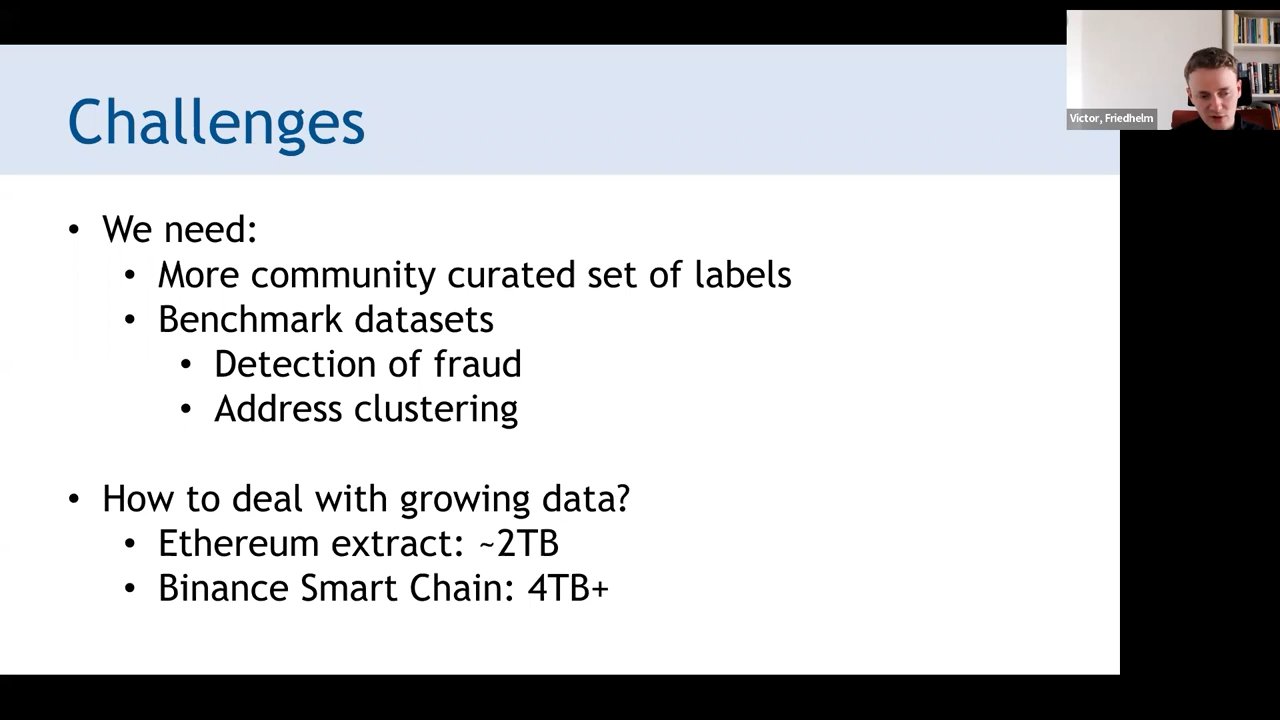 Challenges
Victor, Friedhelm
• We need:
• More community curated set of labels
• Benchmark datasets
• Detection of fraud
• Address clustering
• How to deal with growing data?
• Ethereum extract: ~2TB
• Binance Smart Chain: 4TB+